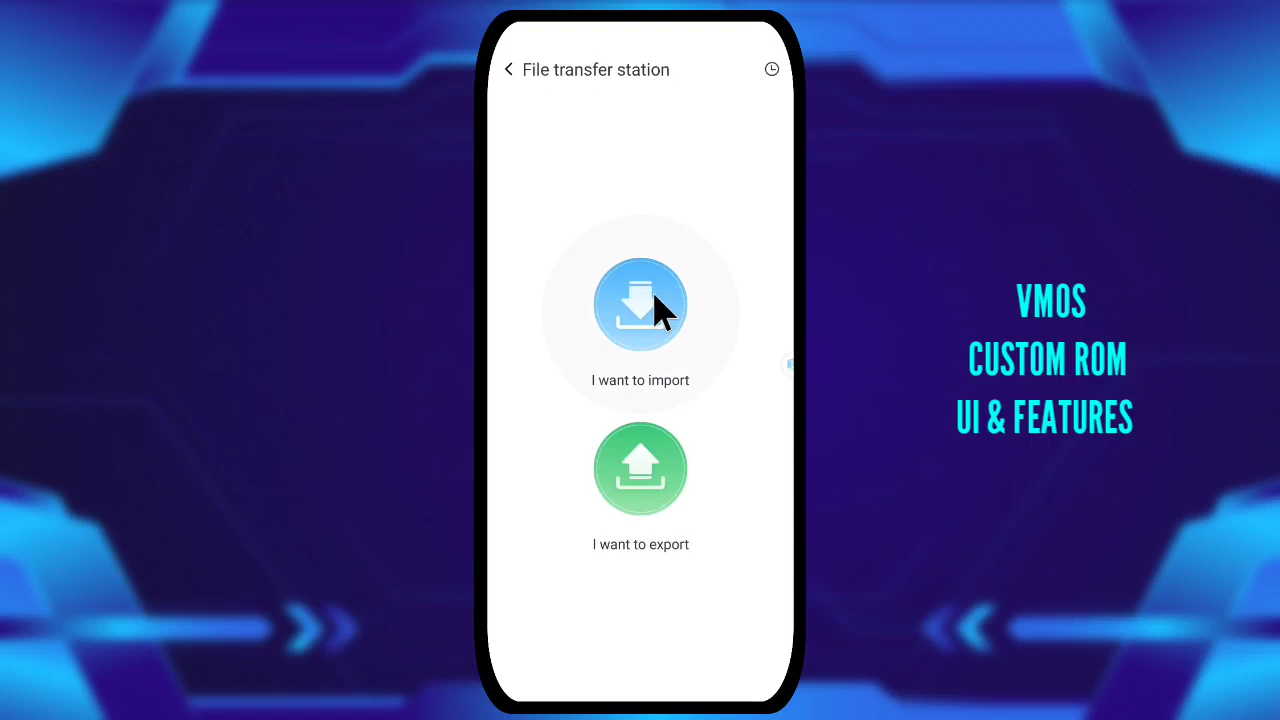 File transfer station
I want to import
I want to export
VMOS
CUSTOM ROM
UI & FEATURES